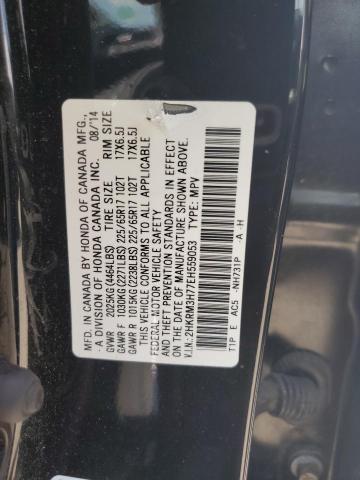 MFD. IN CANADA BY HONDA OF CANADA MFG.,
A DIVISION OF HONDA CANADA INC. 08/'14
GVWR 2025KG(4464LBS) TIRE SIZE RIM SIZE
GAWR F 1030KG(2271LBS) 225/65R17 102T 17X6.5J
GAWR R 1015KG(2238LBS) 225/65R17 102T 17X6.5J
THIS VEHICLE CONFORMS TO ALL APPLICABLE
FEDERAL MOTOR VEHICLE SAFETY
AND THEFT PREVENTION STANDARDS IN EFFECT
ON THE DATE OF MANUFACTURE SHOWN ABOVE.
V.I.N.: 2HKRM3H77EH559053 TYPE: MPV
T1P E AC5 -NH731P -A -H